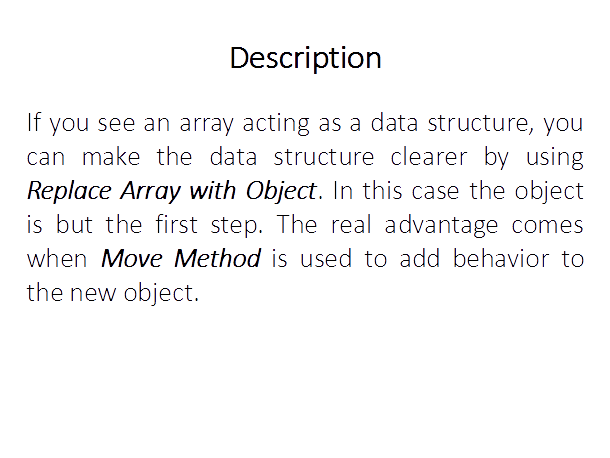 Description
If you see an array acting as a data structure, you
can make the data structure clearer by using
Replace Array with Object. In this case the object
is but the first step. The real advantage comes
when Move Method is used to add behavior to
the new object.